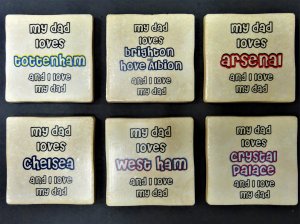 my dad
loves
tottenham
and i love
my dad
my dad
loves
brighton
hove Albion
and i love
my dad
my dad
loves
arsenal
and i love
my dad
my dad
loves
chelsea
and i love
my dad
my dad
loves
west ham
and i love
my dad
my dad
loves
crystal
palace
and i love
my dad